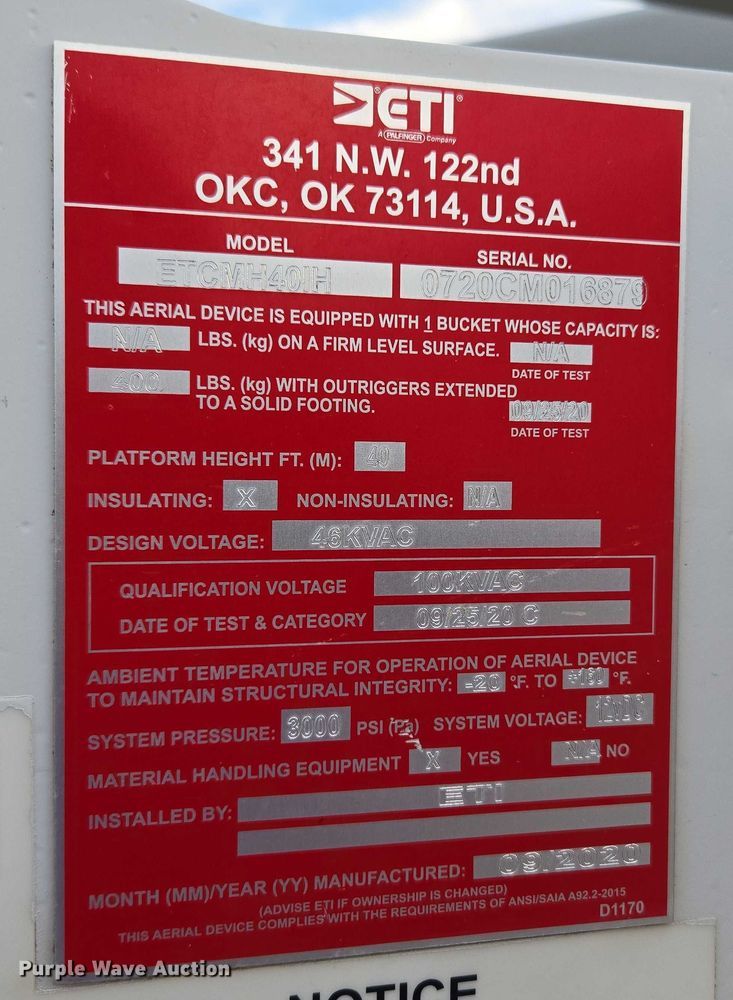 ETI
A PALFINGER Company
341 N.W. 122nd
OKC, OK 73114, U.S.A.
MODEL SERIAL NO.
ETCMH40IH 0720CM016879
THIS AERIAL DEVICE IS EQUIPPED WITH 1 BUCKET WHOSE CAPACITY IS:
N/A LBS. (kg) ON A FIRM LEVEL SURFACE. N/A
DATE OF TEST
400 LBS. (kg) WITH OUTRIGGERS EXTENDED
TO A SOLID FOOTING. 09/25/20
DATE OF TEST
PLATFORM HEIGHT FT. (M): 40
INSULATING: X NON-INSULATING: N/A
DESIGN VOLTAGE: 46KVAC
QUALIFICATION VOLTAGE 100KVAC
DATE OF TEST & CATEGORY 09/25/20 C
AMBIENT TEMPERATURE FOR OPERATION OF AERIAL DEVICE
TO MAINTAIN STRUCTURAL INTEGRITY: -20 °F. TO °F.
SYSTEM PRESSURE: 3000 PSI (Pa) SYSTEM VOLTAGE: 12VDC
MATERIAL HANDLING EQUIPMENT X YES N/A NO
INSTALLED BY: ETI
MONTH (MM)/YEAR (YY) MANUFACTURED: 09/2020
(ADVISE ETI IF OWNERSHIP IS CHANGED)
THIS AERIAL DEVICE COMPLIES WITH THE REQUIREMENTS OF ANSI/SAIA A92.2-2015
D1170
Purple Wave Auction
NOTICE